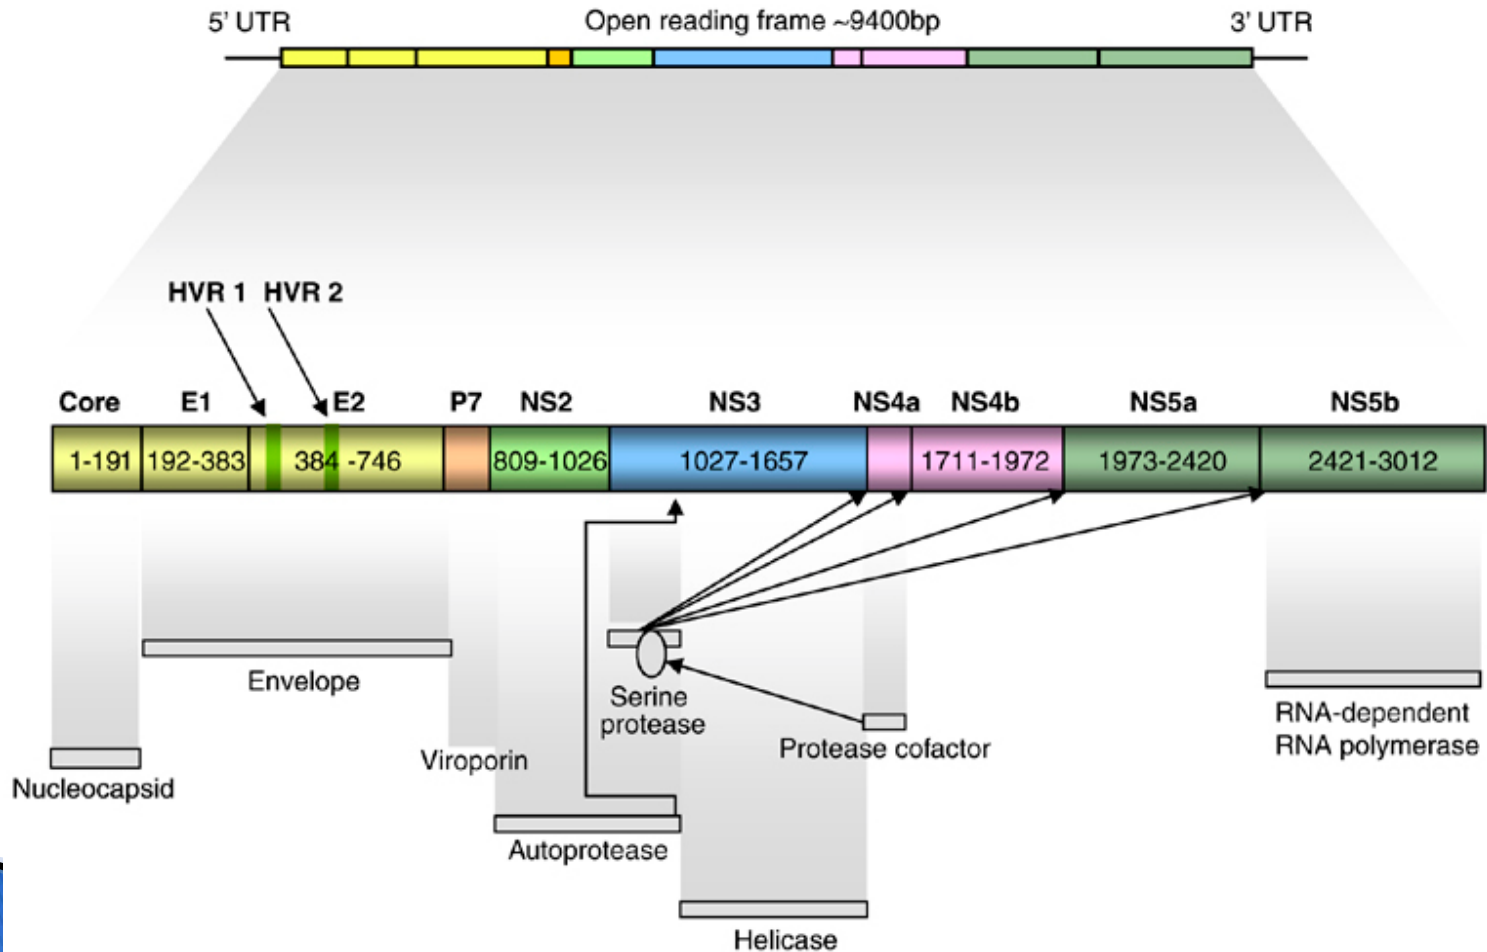 5' UTR
Open reading frame ~9400bp
3' UTR
HVR 1
HVR 2
Core
E1
E2
P7
NS2
NS3
NS4a
NS4b
NS5a
NS5b
1-191
192-383
384 -746
809-1026
1027-1657
1711-1972
1973-2420
2421-3012
Envelope
Serine
protease
RNA-dependent
RNA polymerase
Protease cofactor
Viroporin
Nucleocapsid
Autoprotease
Helicase